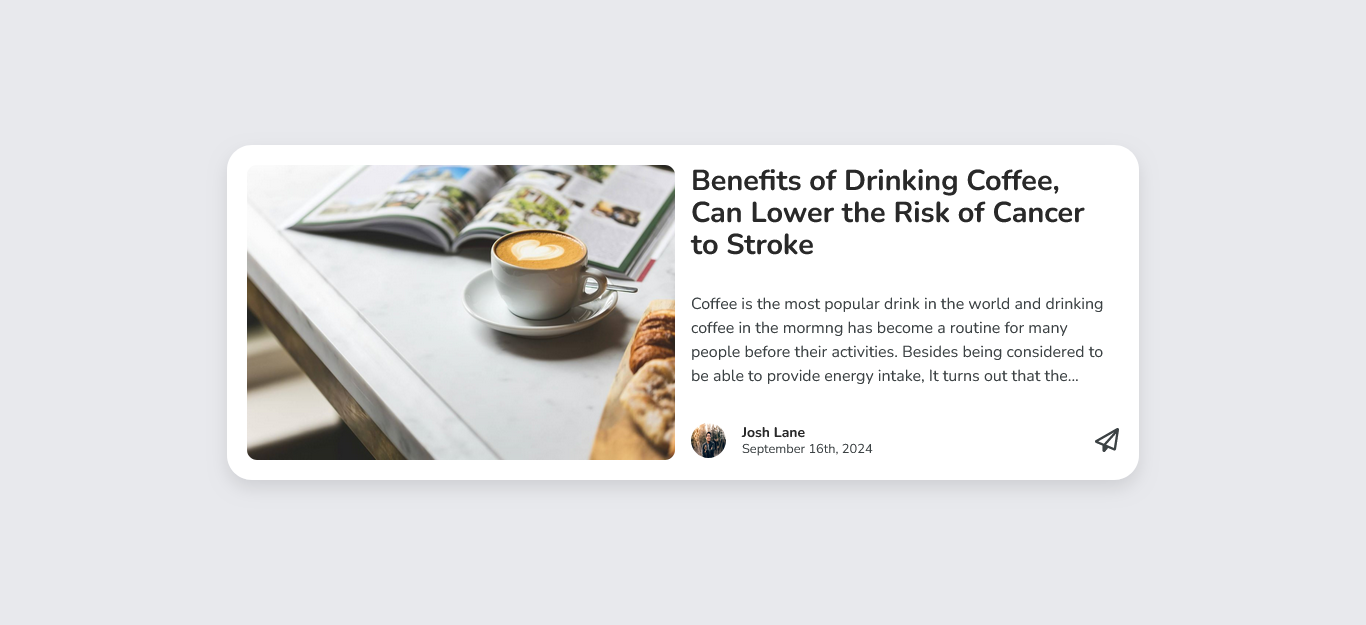 Benefits of Drinking Coffee,
Can Lower the Risk of Cancer
to Stroke
Coffee is the most popular drink in the world and drinking
coffee in the mormng has become a routine for many
people before their activities. Besides being considered to
be able to provide energy intake, It turns out that the...
Josh Lane
September 16th, 2024